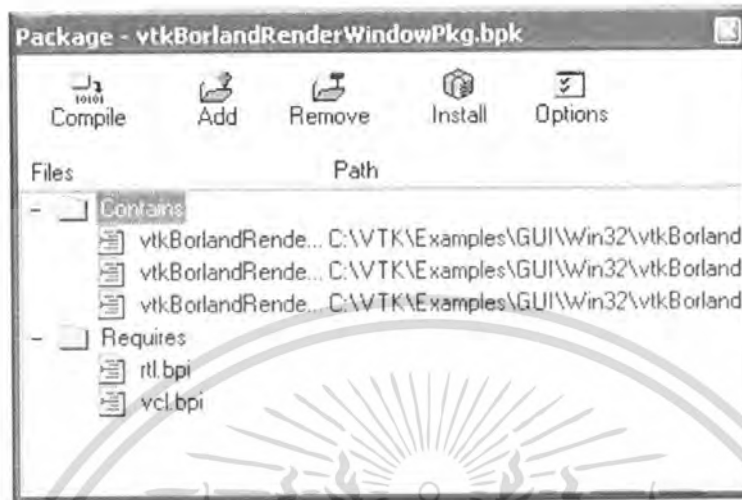 Package - vtkBorlandRenderWindowPkg.bpk
Compile Add Remove Install Options
Files Path
Contains
vtkBorlandRende... C:\VTK\Examples\GUI\Win32\vtkBorland
vtkBorlandRende... C:\VTK\Examples\GUI\Win32\vtkBorland
vtkBorlandRende... C:\VTK\Examples\GUI\Win32\vtkBorland
Requires
rtl.bpi
vcl.bpi